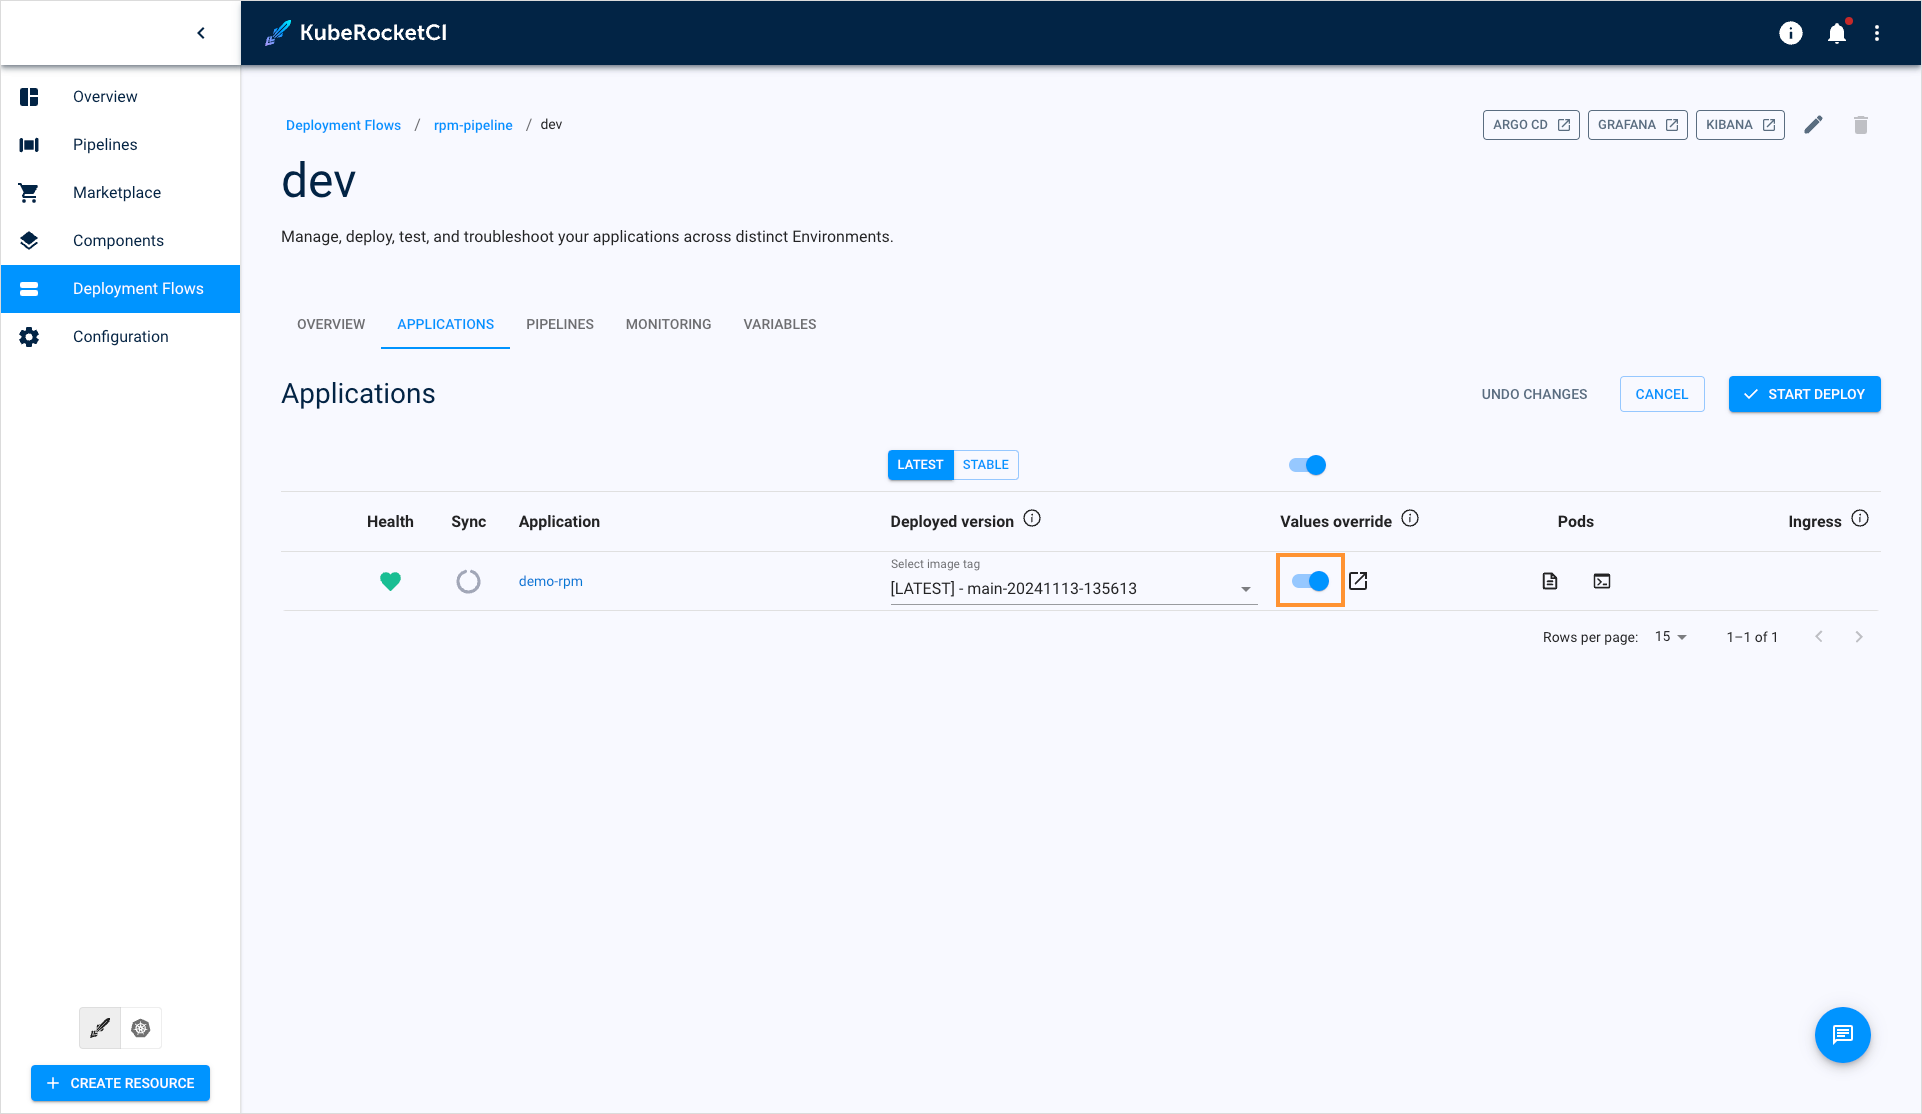 KubeRocketCI
Overview
Pipelines
Marketplace
Components
Deployment Flows
Configuration
CREATE RESOURCE
Deployment Flows / rpm-pipeline / dev
ARGO CD
GRAFANA
KIBANA
dev
Manage, deploy, test, and troubleshoot your applications across distinct Environments.
OVERVIEW APPLICATIONS PIPELINES MONITORING VARIABLES
Applications
UNDO CHANGES
CANCEL
START DEPLOY
LATEST STABLE
Health Sync Application Deployed version Values override Pods Ingress
demo-rpm
Select image tag
[LATEST] - main-20241113-135613
Rows per page: 15 1–1 of 1